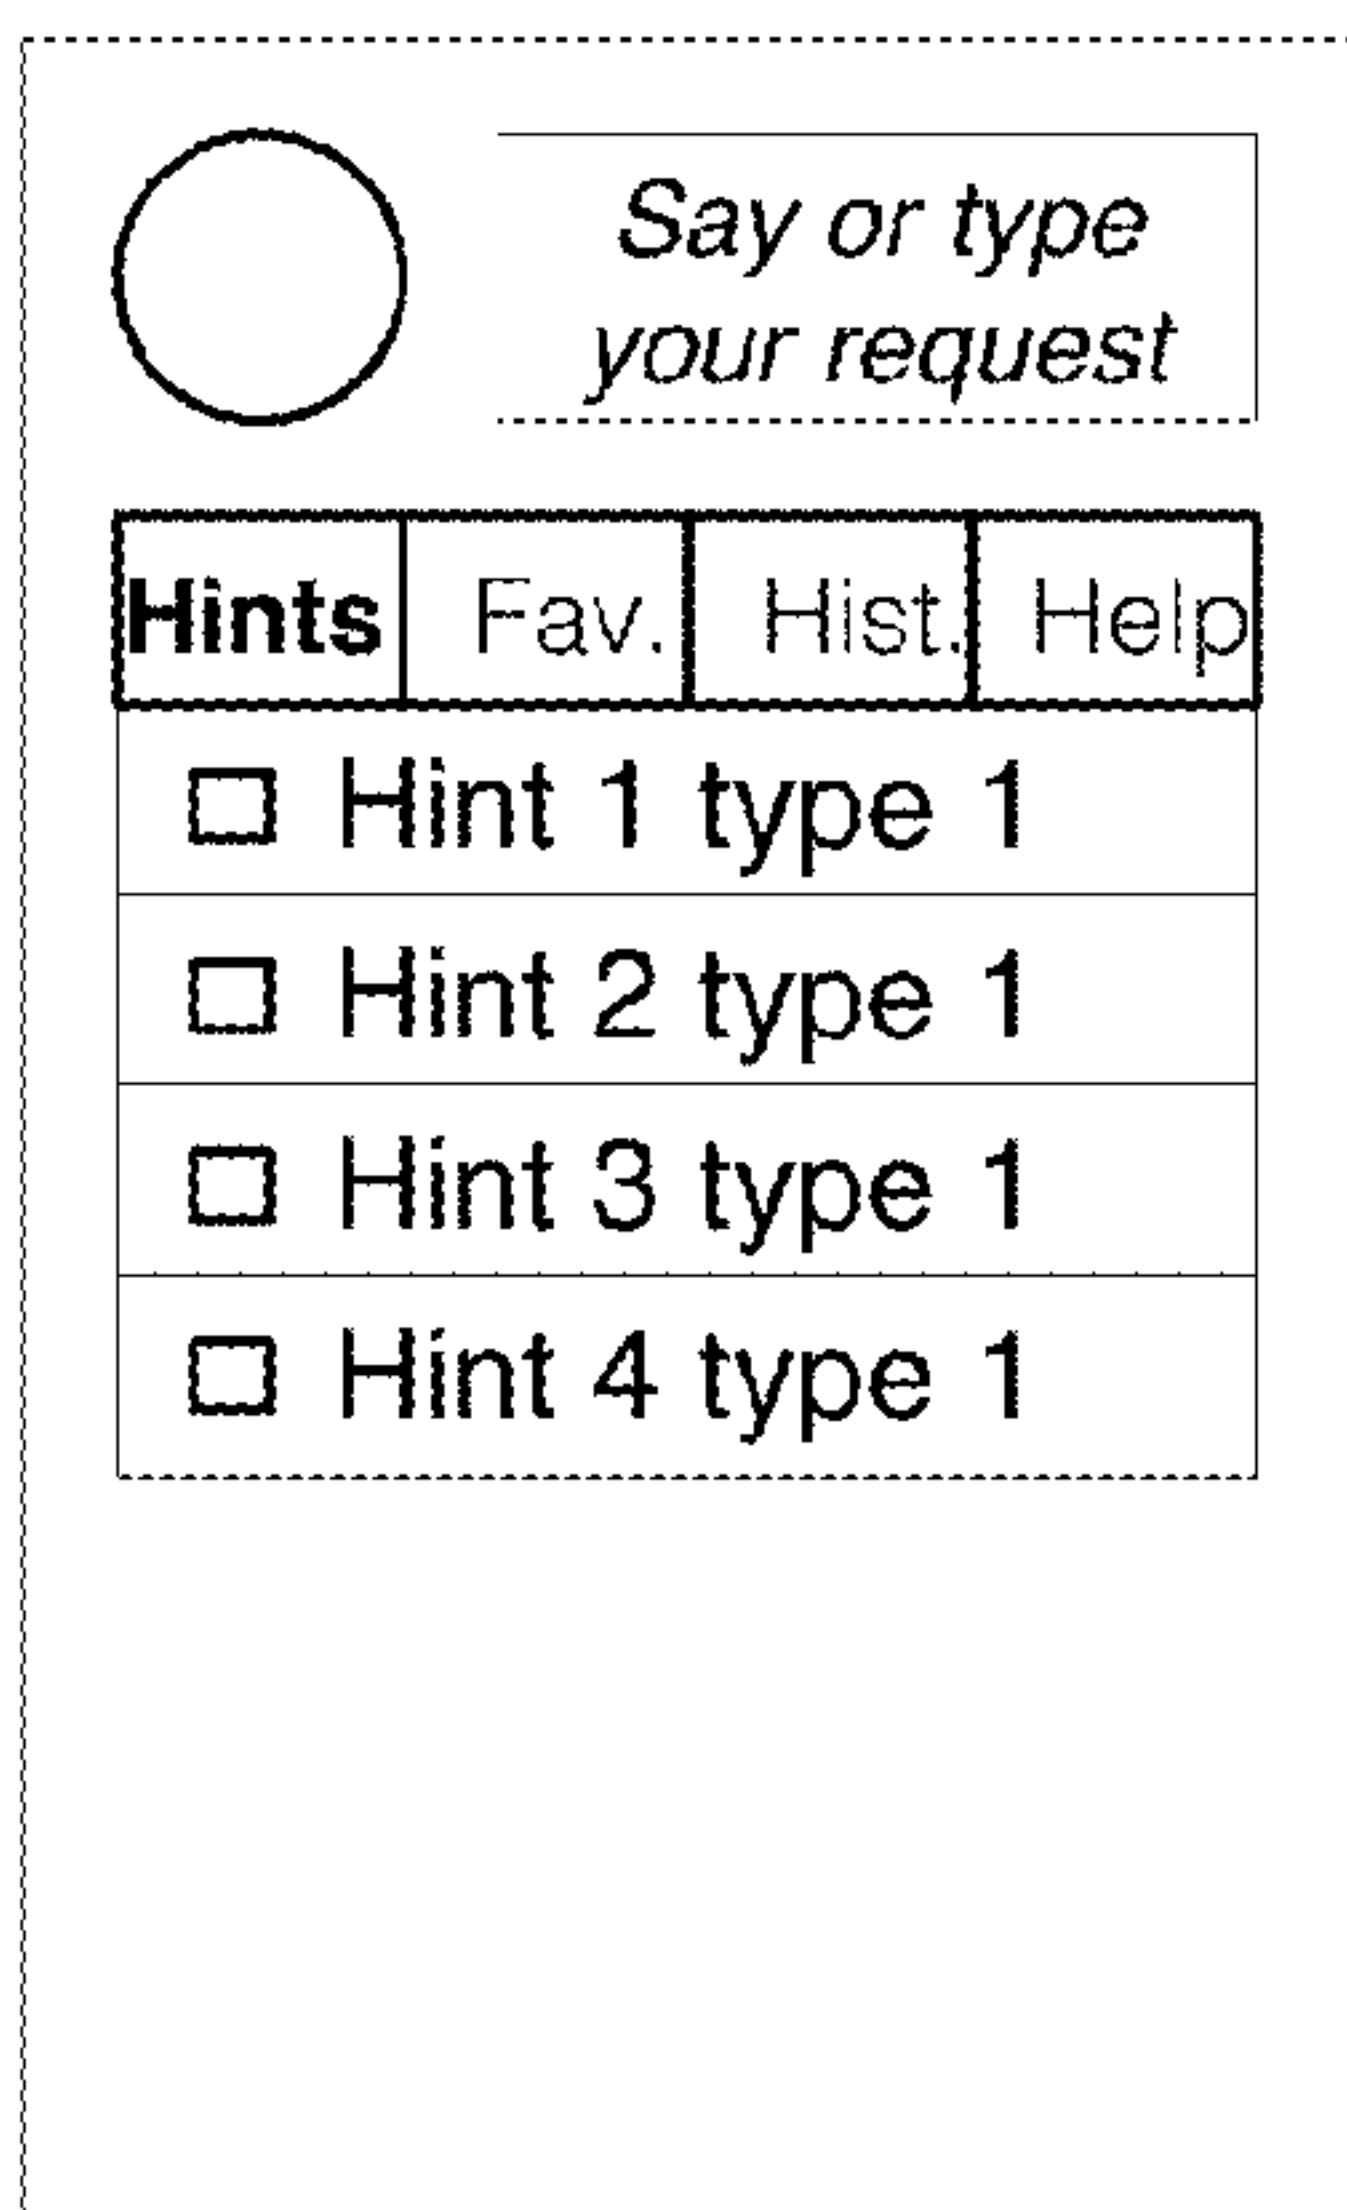 Say or type
your request
Hints Fav. Hist. Help
Hint 1 type 1
Hint 2 type 1
Hint 3 type 1
Hint 4 type 1